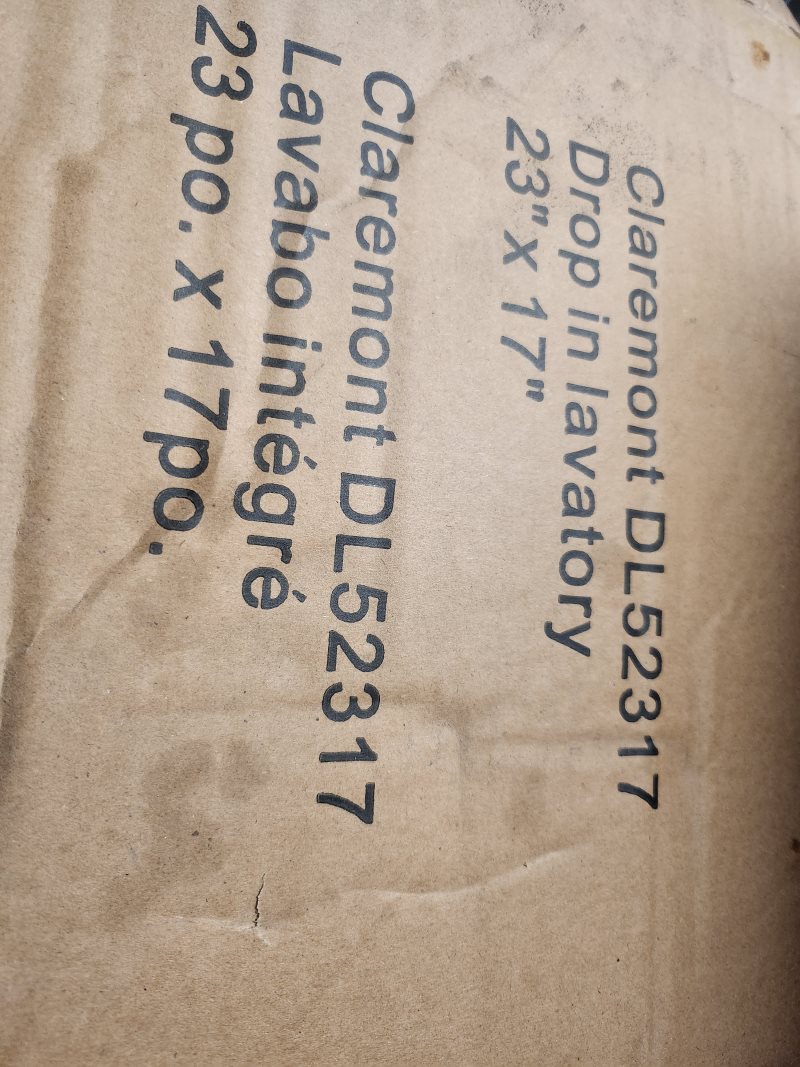 Claremont DL52317
Drop in lavatory
23" x 17"
Claremont DL52317
Lavabo intégré
23 po. x 17po.